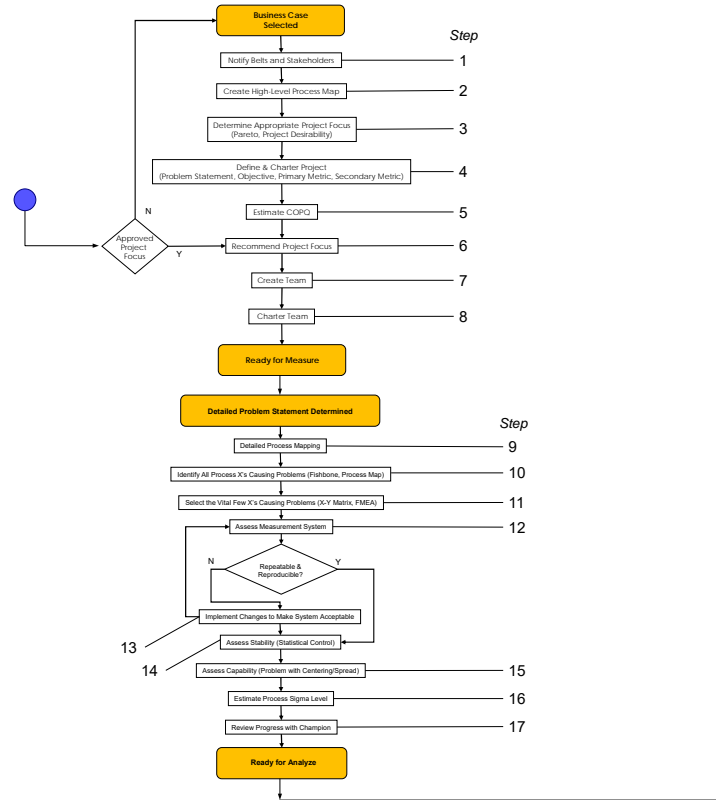 Business Case
Selected
Step
Notify Belts and Stakeholders
1
Create High-Level Process Map
2
Determine Appropriate Project Focus
(Pareto, Project Desirability)
3
Define & Charter Project
(Problem Statement, Objective, Primary Metric, Secondary Metric)
4
N
Estimate COPQ
5
Approved
Project
Focus
Y
Recommend Project Focus
6
Create Team
7
Charter Team
8
Ready for Measure
Detailed Problem Statement Determined
Step
Detailed Process Mapping
9
Identify All Process X's Causing Problems (Fishbone, Process Map)
10
Select the Vital Few X's Causing Problems (X-Y Matrix, FMEA)
11
Assess Measurement System
12
N
Repeatable &
Reproducible?
Y
Implement Changes to Make System Acceptable
13
Assess Stability (Statistical Control)
14
Assess Capability (Problem with Centering/Spread)
15
Estimate Process Sigma Level
16
Review Progress with Champion
17
Ready for Analyze